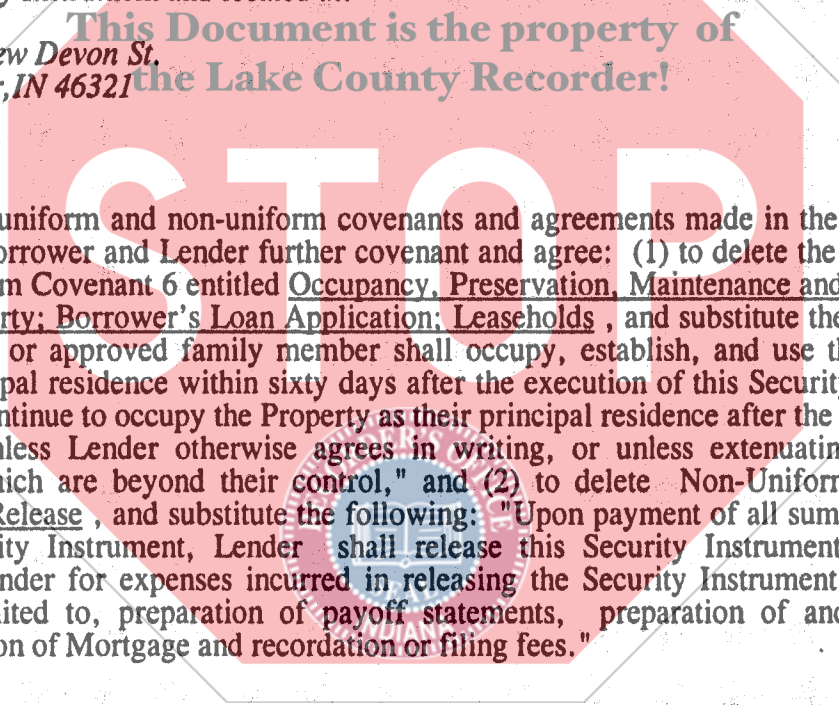 This Document is the property of
ew Devon St.
the Lake County Recorder!
,IN 46321
STOP
uniform and non-uniform covenants and agreements made in the
orrower and Lender further covenant and agree: (1) to delete the
m Covenant 6 entitled Occupancy, Preservation, Maintenance and
rty; Borrower's Loan Application; Leaseholds , and substitute the
or approved family member shall occupy, establish, and use t
pal residence within sixty days after the execution of this Securit
ntinue to occupy the Property as their principal residence after the
nless Lender otherwise agrees in writing, or unless extenuatin
hich are beyond their control," and (2) to delete Non-Uniform
Release , and substitute the following: "Upon payment of all sum
ity Instrument, Lender shall release this Security Instrument
nder for expenses incurred in releasing the Security Instrument
ited to, preparation of payoff statements, preparation of and
on of Mortgage and recordation or filing fees."
SEAL
INDIANA